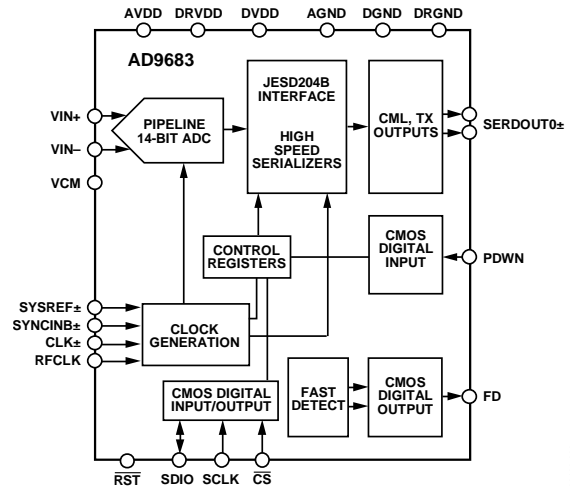 AVDD DRVDD DVDD AGND DGND DRGND
AD9683
JESD204B
INTERFACE
HIGH
SPEED
SERIALIZERS
CML, TX
OUTPUTS
SERDOUT0±
VIN+
VIN–
VCM
PIPELINE
14-BIT ADC
CONTROL
REGISTERS
CMOS
DIGITAL
INPUT
PDWN
SYSREF±
SYNCINB±
CLK±
RFCLK
CLOCK
GENERATION
CMOS DIGITAL
INPUT/OUTPUT
FAST
DETECT
CMOS
DIGITAL
OUTPUT
FD
RST SDIO SCLK CS